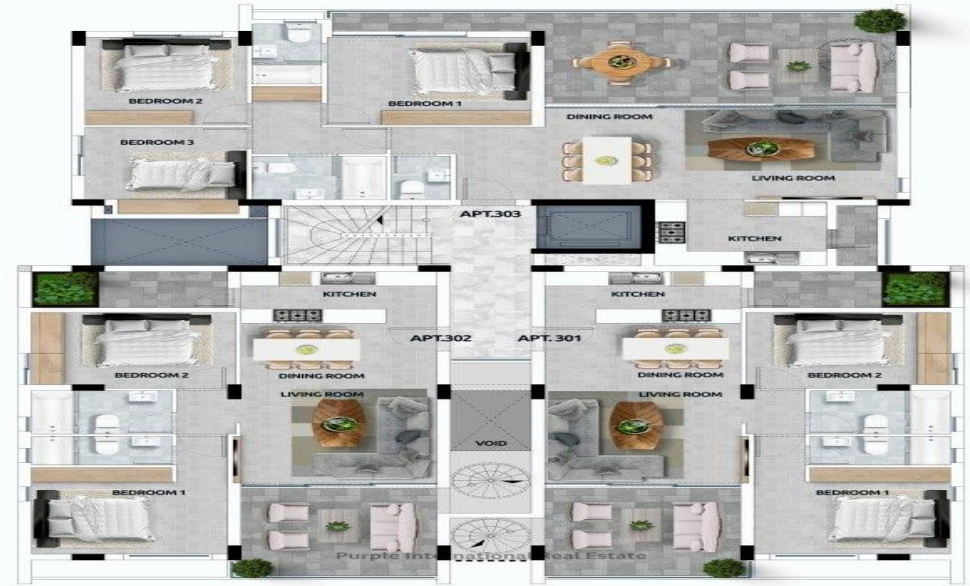 BEDROOM 2
BEDROOM 1
DINING ROOM
BEDROOM 3
LIVING ROOM
APT.303
KITCHEN
KITCHEN
KITCHEN
APT.302
APT. 301
BEDROOM 2
DINING ROOM
DINING ROOM
BEDROOM 2
LIVING ROOM
LIVING ROOM
VOID
BEDROOM 1
BEDROOM 1
Purple International Real Estate